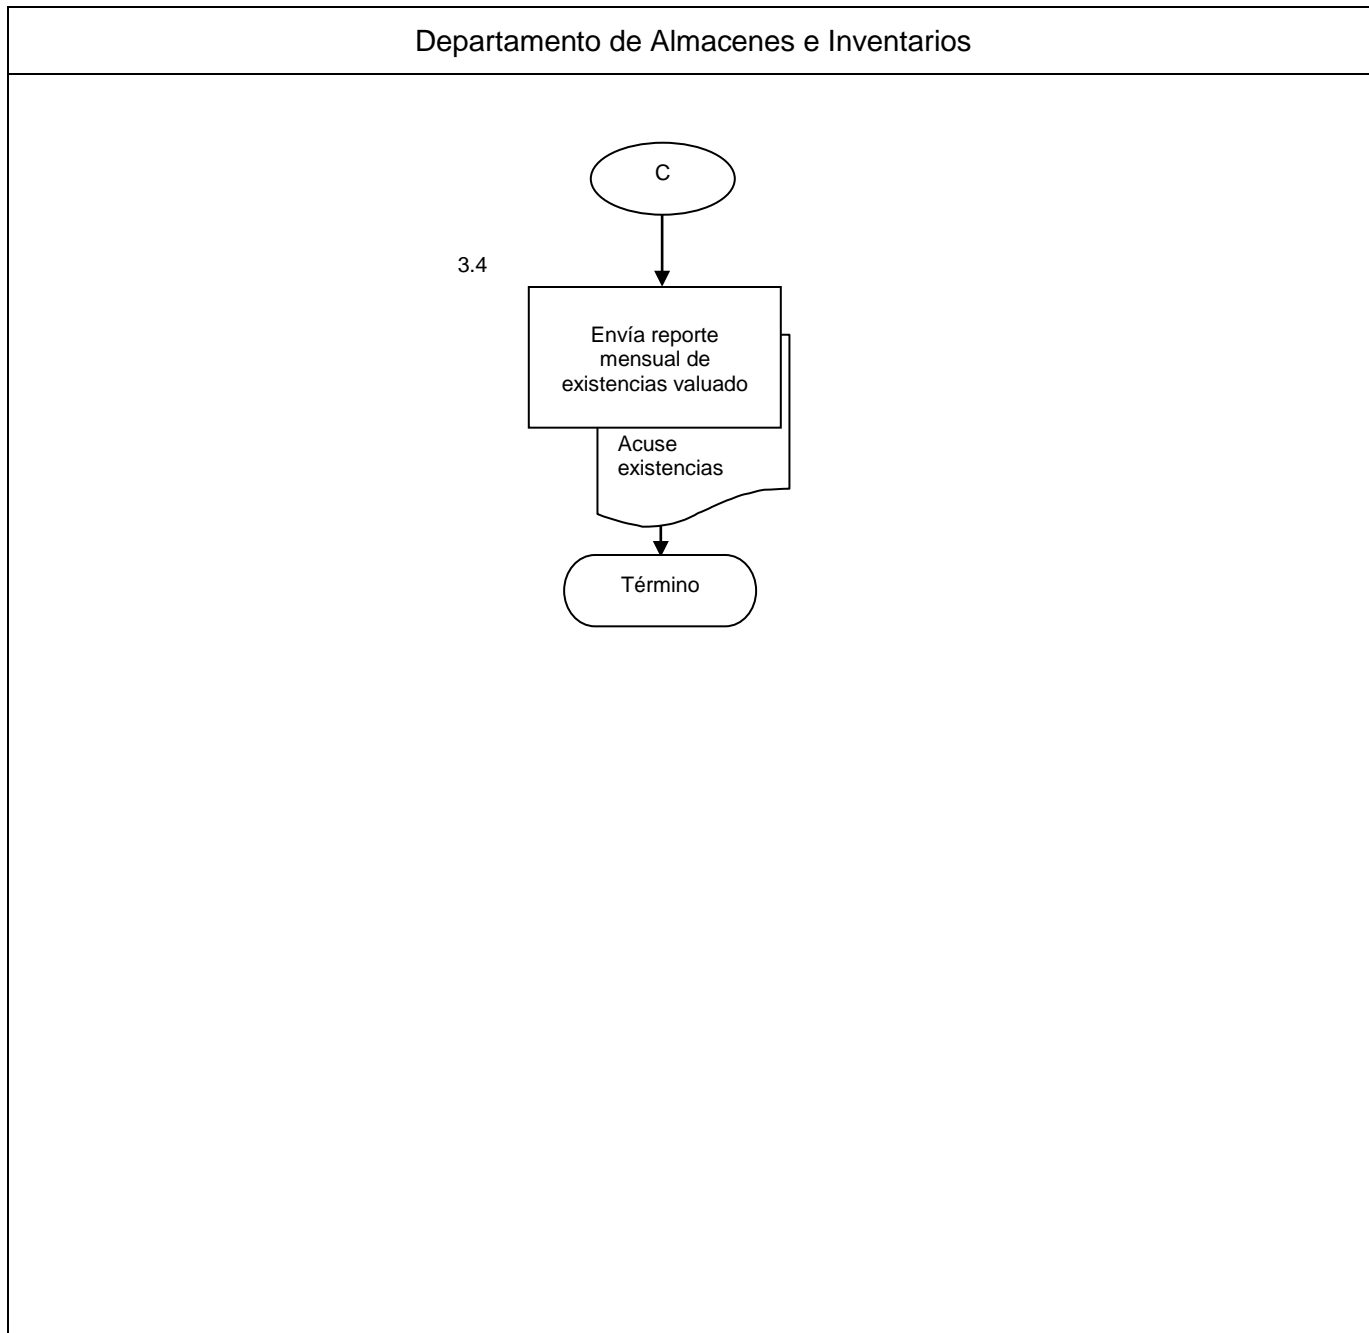 Departamento de Almacenes e Inventarios
C
3.4
Envía reporte
mensual de
existencias valuado
Acuse
existencias
Término